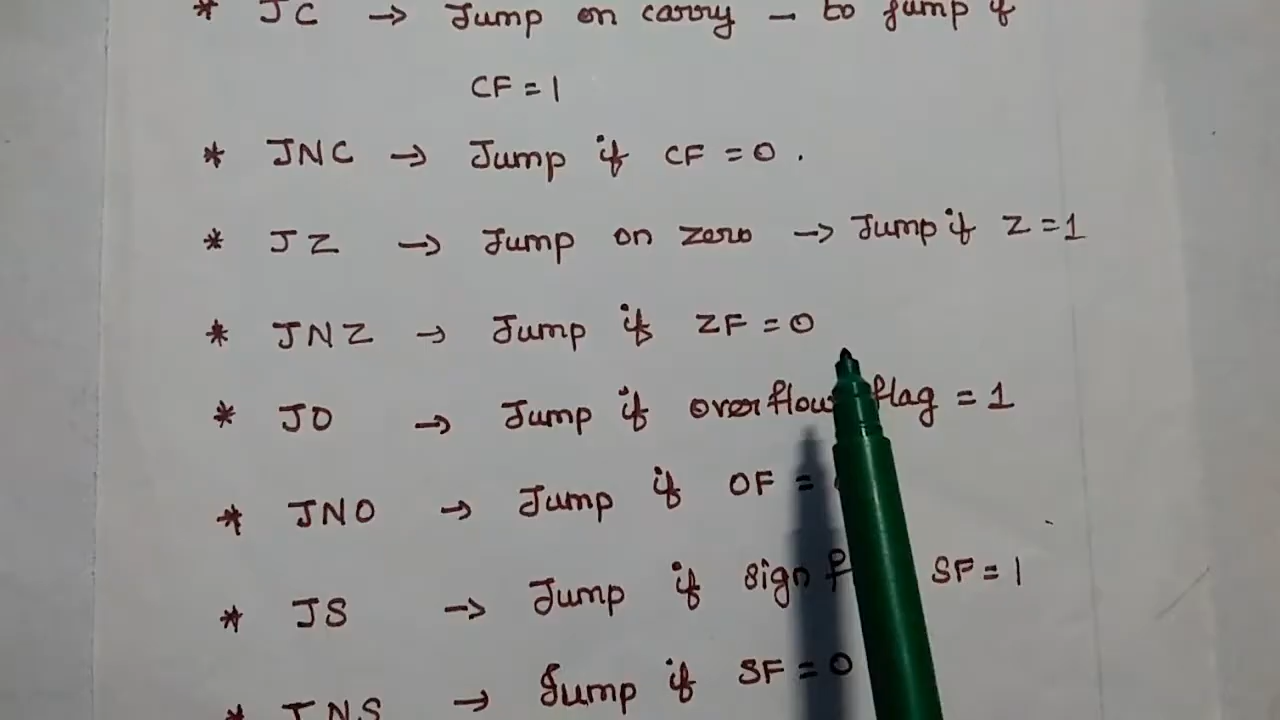 * JC → Jump on carry – to jump if
CF = 1
* JNC → Jump if CF = 0 .
* JZ → Jump on zero → Jump if Z = 1
* JNZ → Jump if ZF = 0
* JO → Jump if overflow flag = 1
* JNO → Jump if OF =
* JS → Jump if sign SF = 1
* JNS → Jump if SF = 0